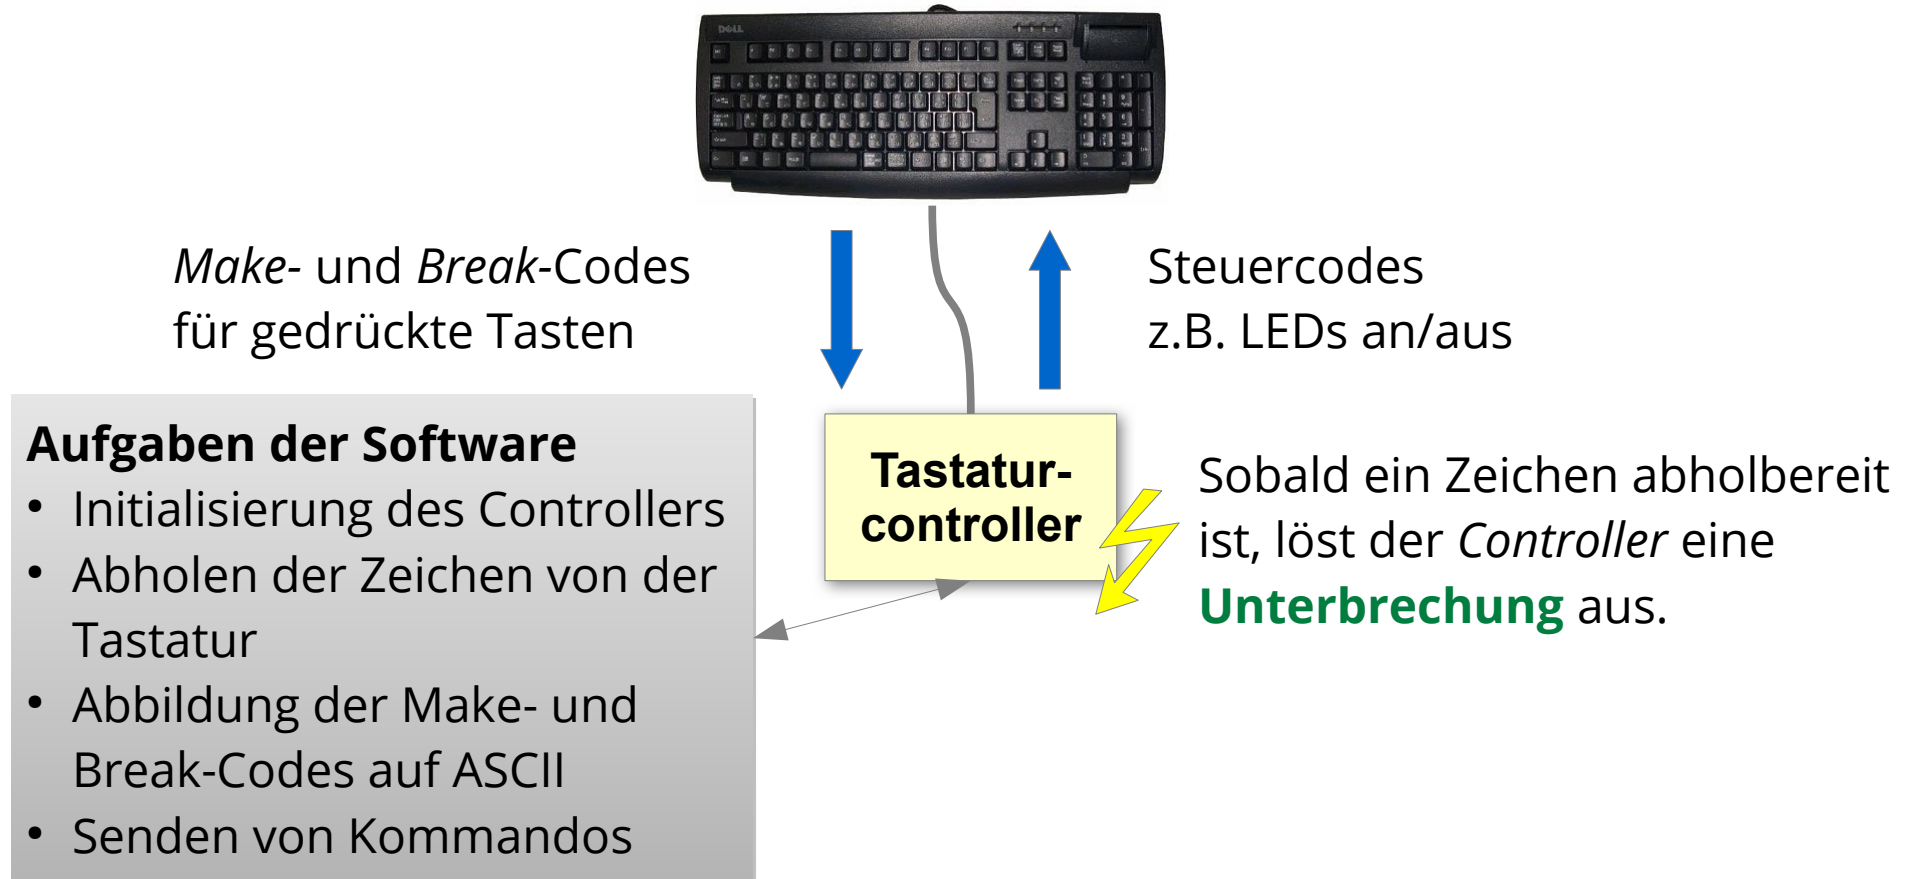 DELL
Make- und Break-Codes
für gedrückte Tasten
Steuercodes
z.B. LEDs an/aus
Aufgaben der Software
• Initialisierung des Controllers
• Abholen der Zeichen von der
Tastatur
• Abbildung der Make- und
Break-Codes auf ASCII
• Senden von Kommandos
Tastatur-
controller
Sobald ein Zeichen abholbereit
ist, löst der Controller eine
Unterbrechung aus.